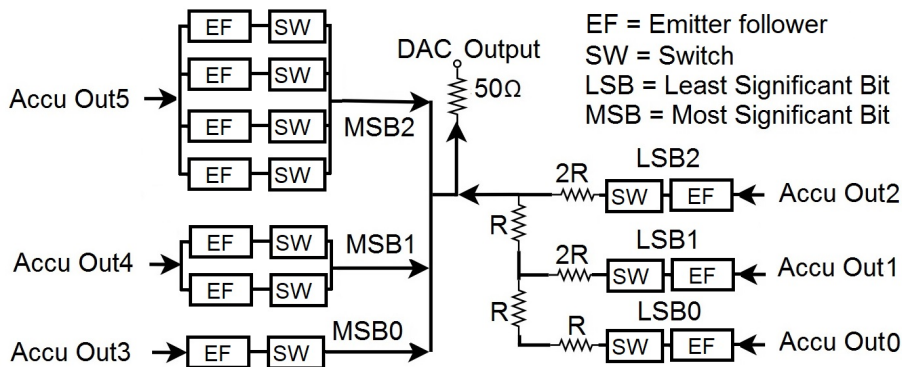 EF SW
EF SW
EF SW
EF SW
Accu Out5
MSB2
DAC Output
50Ω
EF = Emitter follower
SW = Switch
LSB = Least Significant Bit
MSB = Most Significant Bit
LSB2
2R SW EF Accu Out2
R
LSB1
2R SW EF Accu Out1
R
LSB0
R SW EF Accu Out0
EF SW
Accu Out4
MSB1
EF SW
MSB0
Accu Out3 EF SW